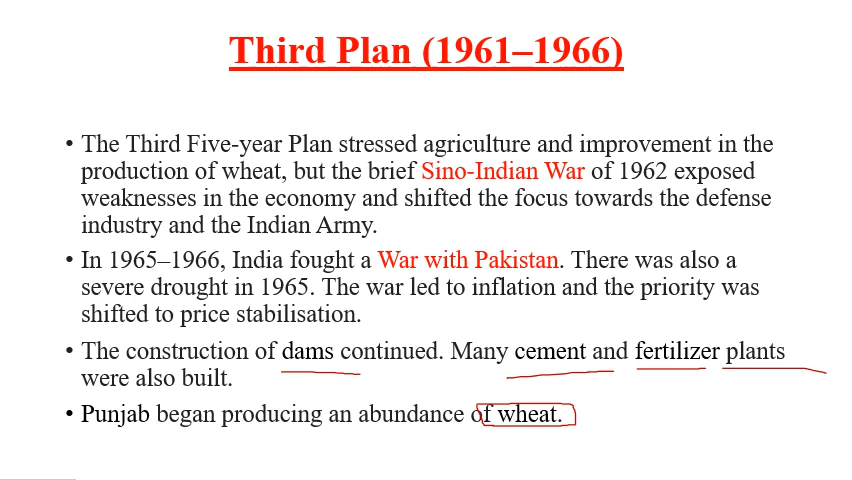 Third Plan (1961–1966)
• The Third Five-year Plan stressed agriculture and improvement in the
production of wheat, but the brief Sino-Indian War of 1962 exposed
weaknesses in the economy and shifted the focus towards the defense
industry and the Indian Army.
• In 1965–1966, India fought a War with Pakistan. There was also a
severe drought in 1965. The war led to inflation and the priority was
shifted to price stabilisation.
• The construction of dams continued. Many cement and fertilizer plants
were also built.
• Punjab began producing an abundance of wheat.